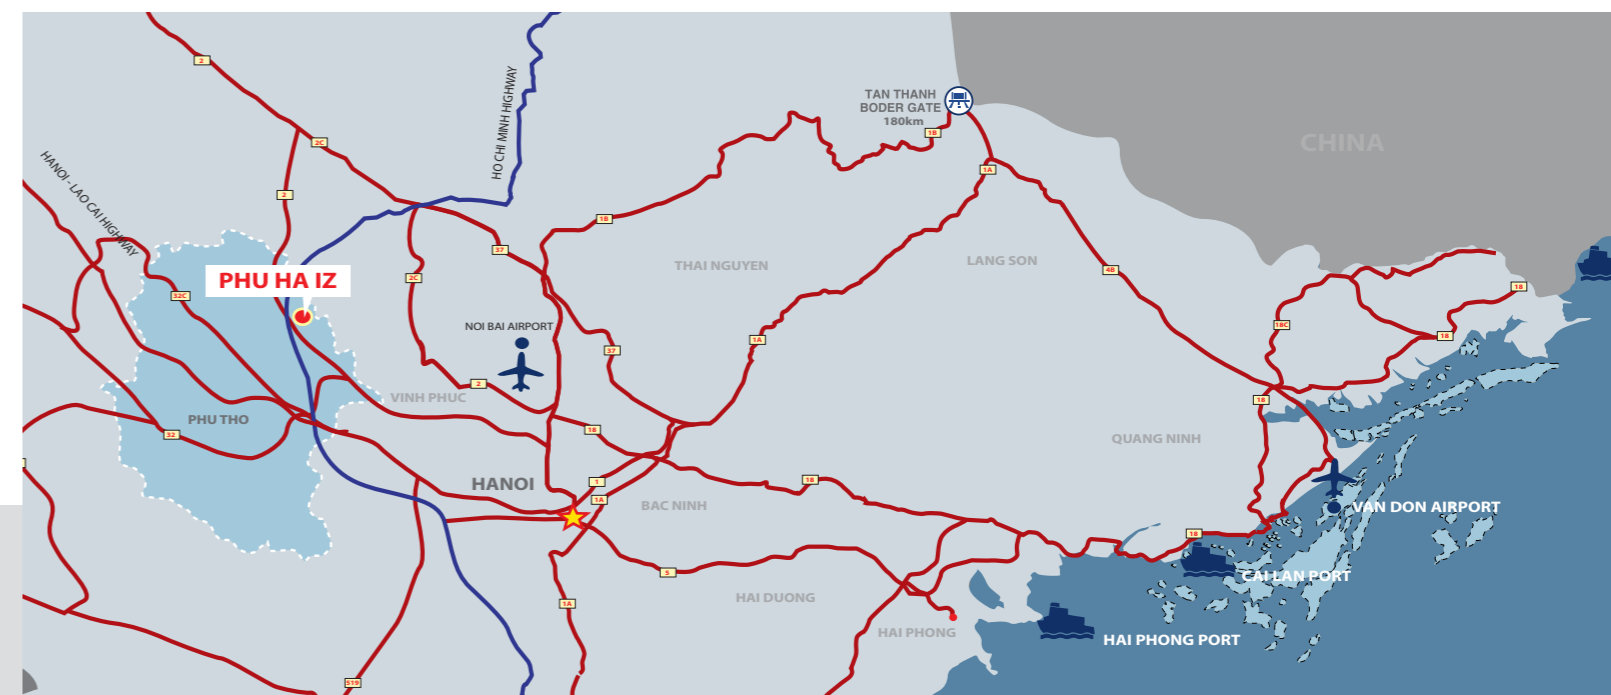 2
HO CHI MINH HIGHWAY
TAN THANH
BODER GATE
180km
1B
2C
CHINA
HANOI - LAO CAI HIGHWAY
1A
2
1B
37
THAI NGUYEN
LANG SON
4B
PHU HA IZ
2C
32C
18
NOI BAI AIRPORT
18C
18
1A
37
2
VINH PHUC
18
PHU THO
32
18
QUANG NINH
HANOI
1
18
1A
BAC NINH
VAN DON AIRPORT
18
5
CAI LAN PORT
HAI DUONG
1A
HAI PHONG
HAI PHONG PORT
319